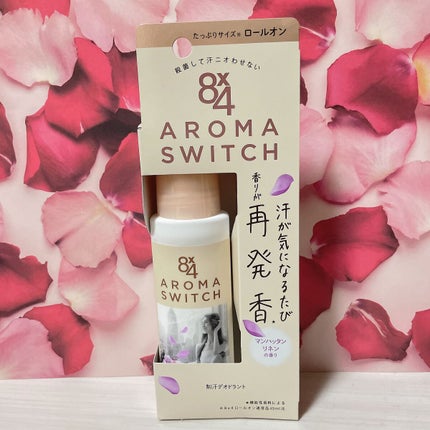 たっぷりサイズ※ ロールオン
殺菌して汗ニオわせない
8x4
AROMA
SWITCH
汗が気になるたび
香りが
再発香。
マンハッタン
リネン
の香り
8x4
AROMA
SWITCH
制汗デオドラント